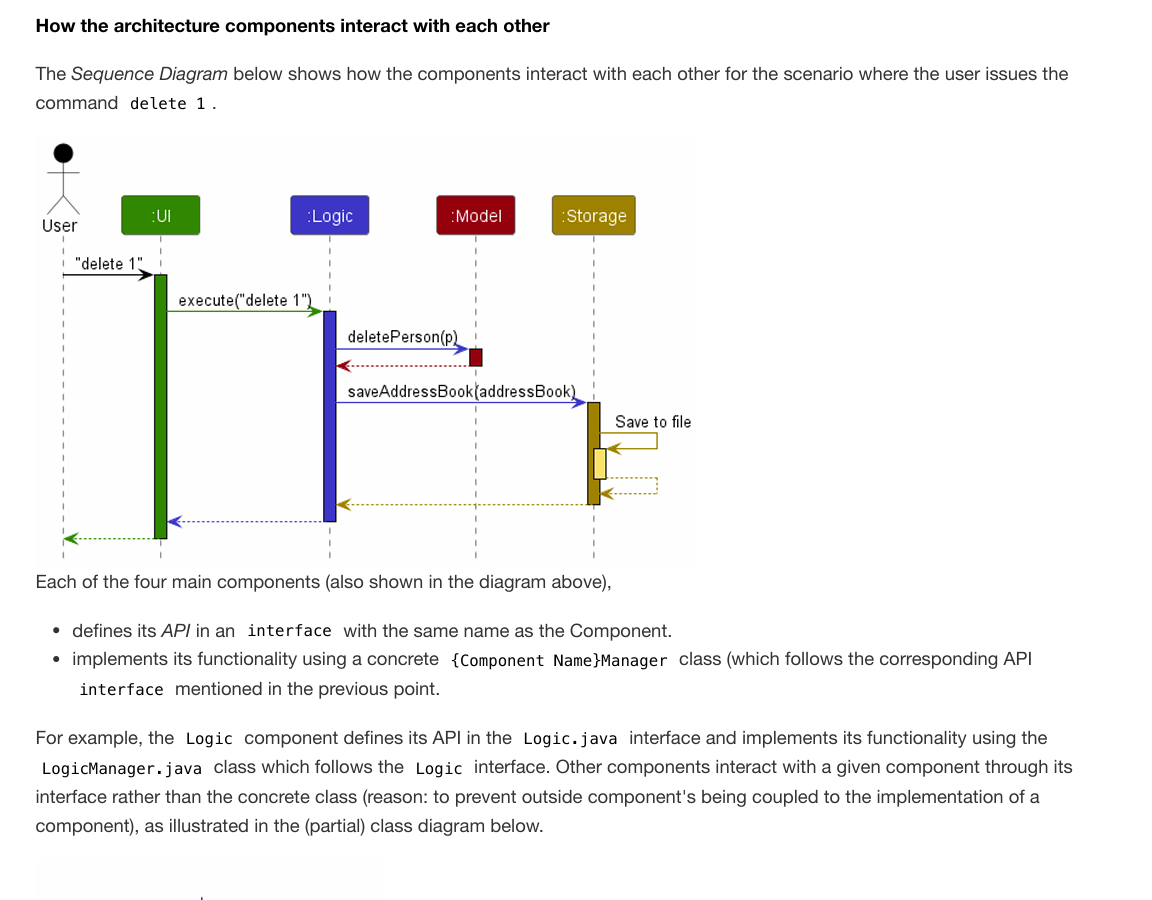 How the architecture components interact with each other
The Sequence Diagram below shows how the components interact with each other for the scenario where the user issues the
command delete 1 .
User
:UI
:Logic
:Model
:Storage
"delete 1"
execute("delete 1")
deletePerson(p)
saveAddressBook(addressBook)
Save to file
Each of the four main components (also shown in the diagram above),
• defines its API in an interface with the same name as the Component.
• implements its functionality using a concrete {Component Name}Manager class (which follows the corresponding API
interface mentioned in the previous point.
For example, the Logic component defines its API in the Logic.java interface and implements its functionality using the
LogicManager.java class which follows the Logic interface. Other components interact with a given component through its
interface rather than the concrete class (reason: to prevent outside component's being coupled to the implementation of a
component), as illustrated in the (partial) class diagram below.